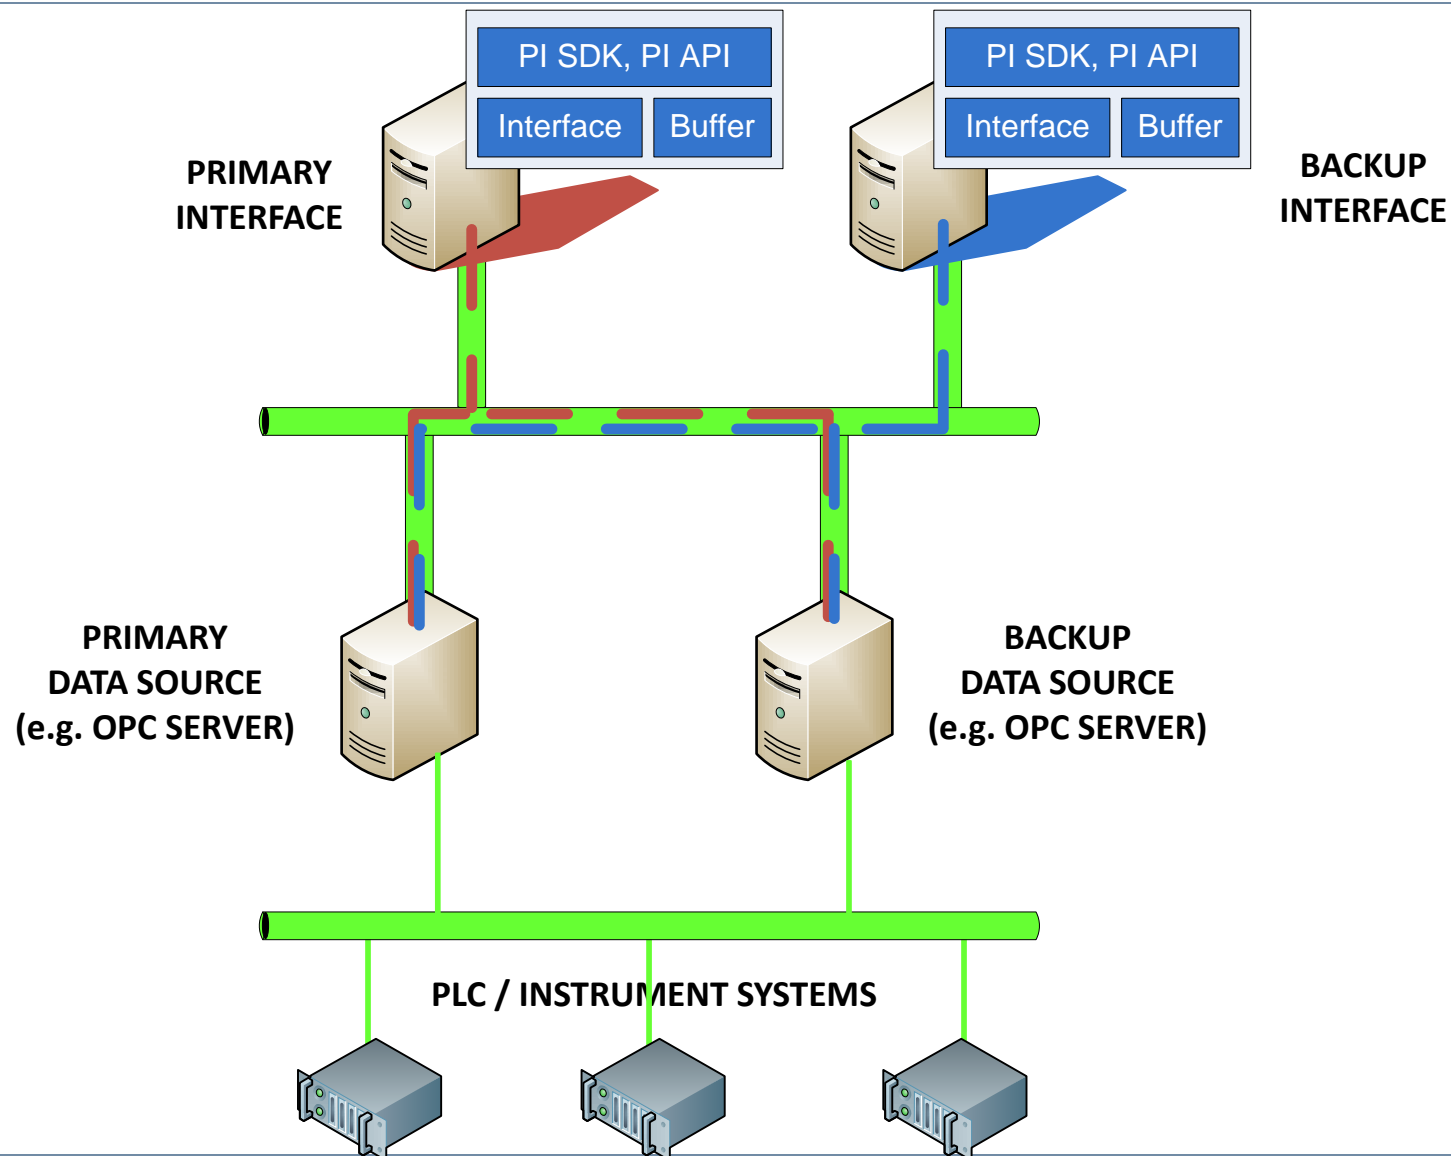 PI SDK, PI API
Interface
Buffer
PI SDK, PI API
Interface
Buffer
PRIMARY
INTERFACE
BACKUP
INTERFACE
PRIMARY
DATA SOURCE
(e.g. OPC SERVER)
BACKUP
DATA SOURCE
(e.g. OPC SERVER)
PLC / INSTRUMENT SYSTEMS